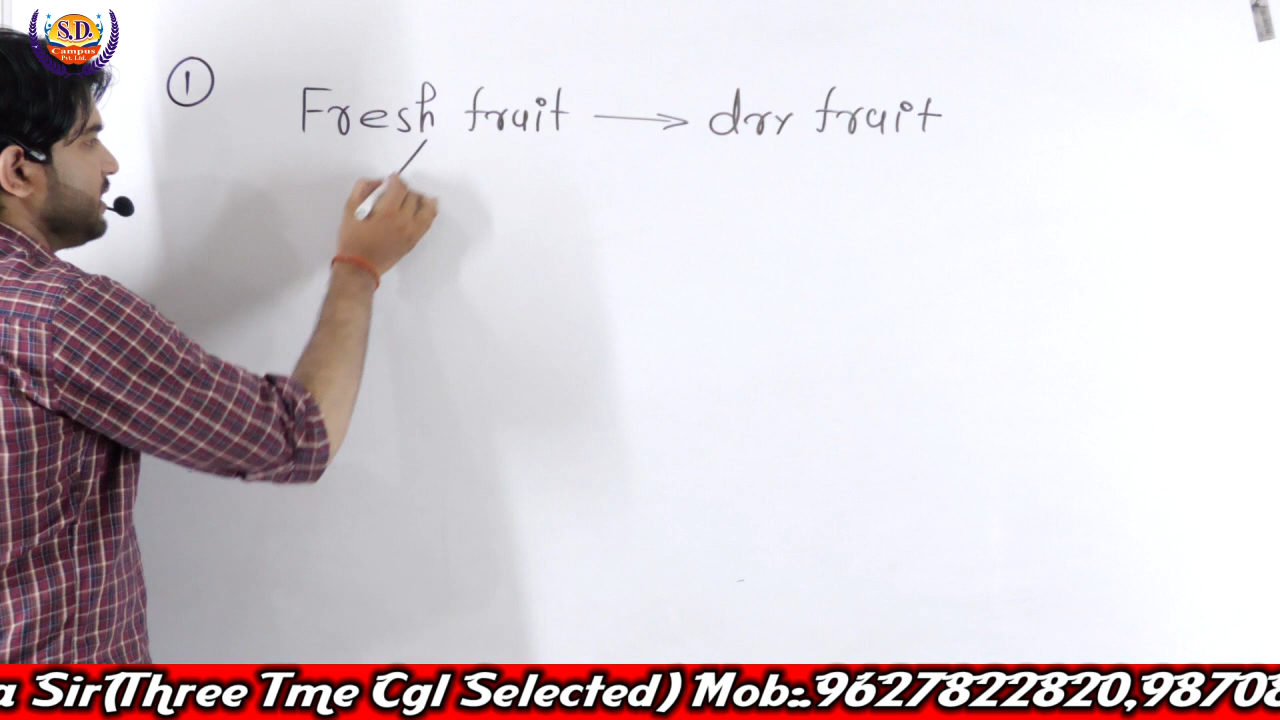 S.D.
Campus
Pvt. Ltd.
1 Fresh fruit → dry fruit
a Sir(Three Tme Cgl Selected) Mob:.9627822820,98708